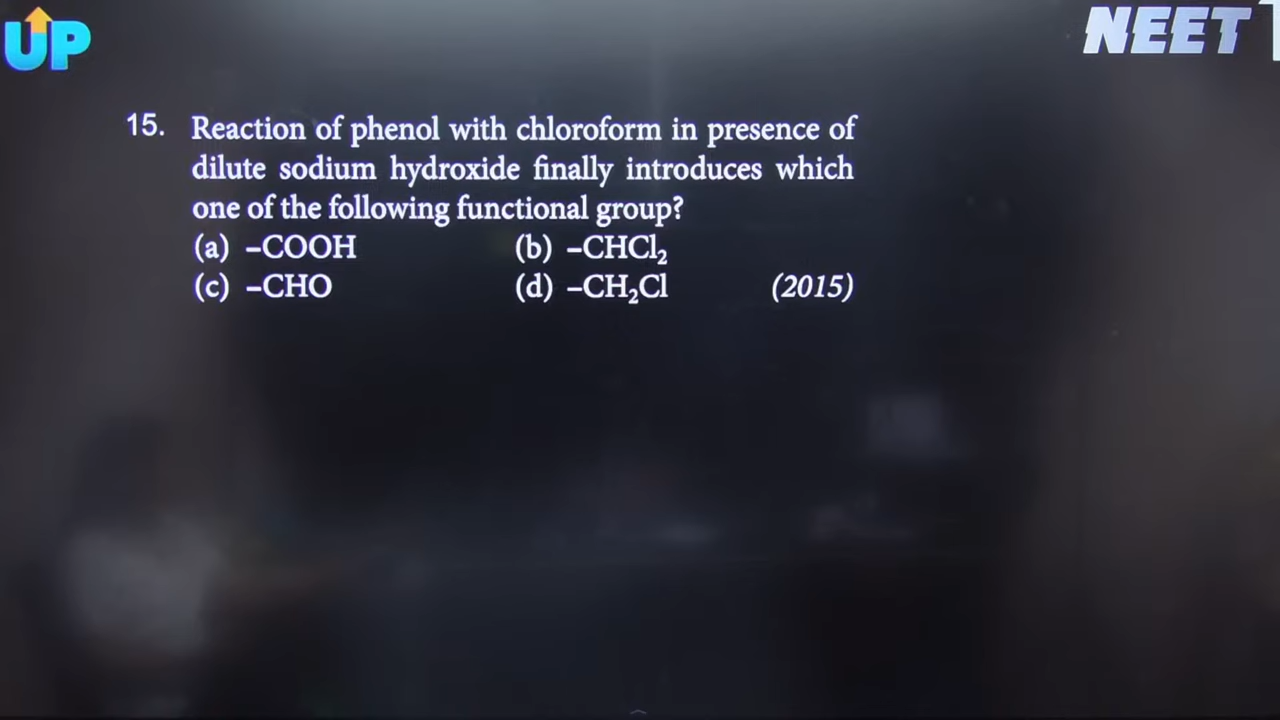 UP
NEET
15. Reaction of phenol with chloroform in presence of
dilute sodium hydroxide finally introduces which
one of the following functional group?
(a) –COOH (b) –CHCl₂
(c) –CHO (d) –CH₂Cl (2015)